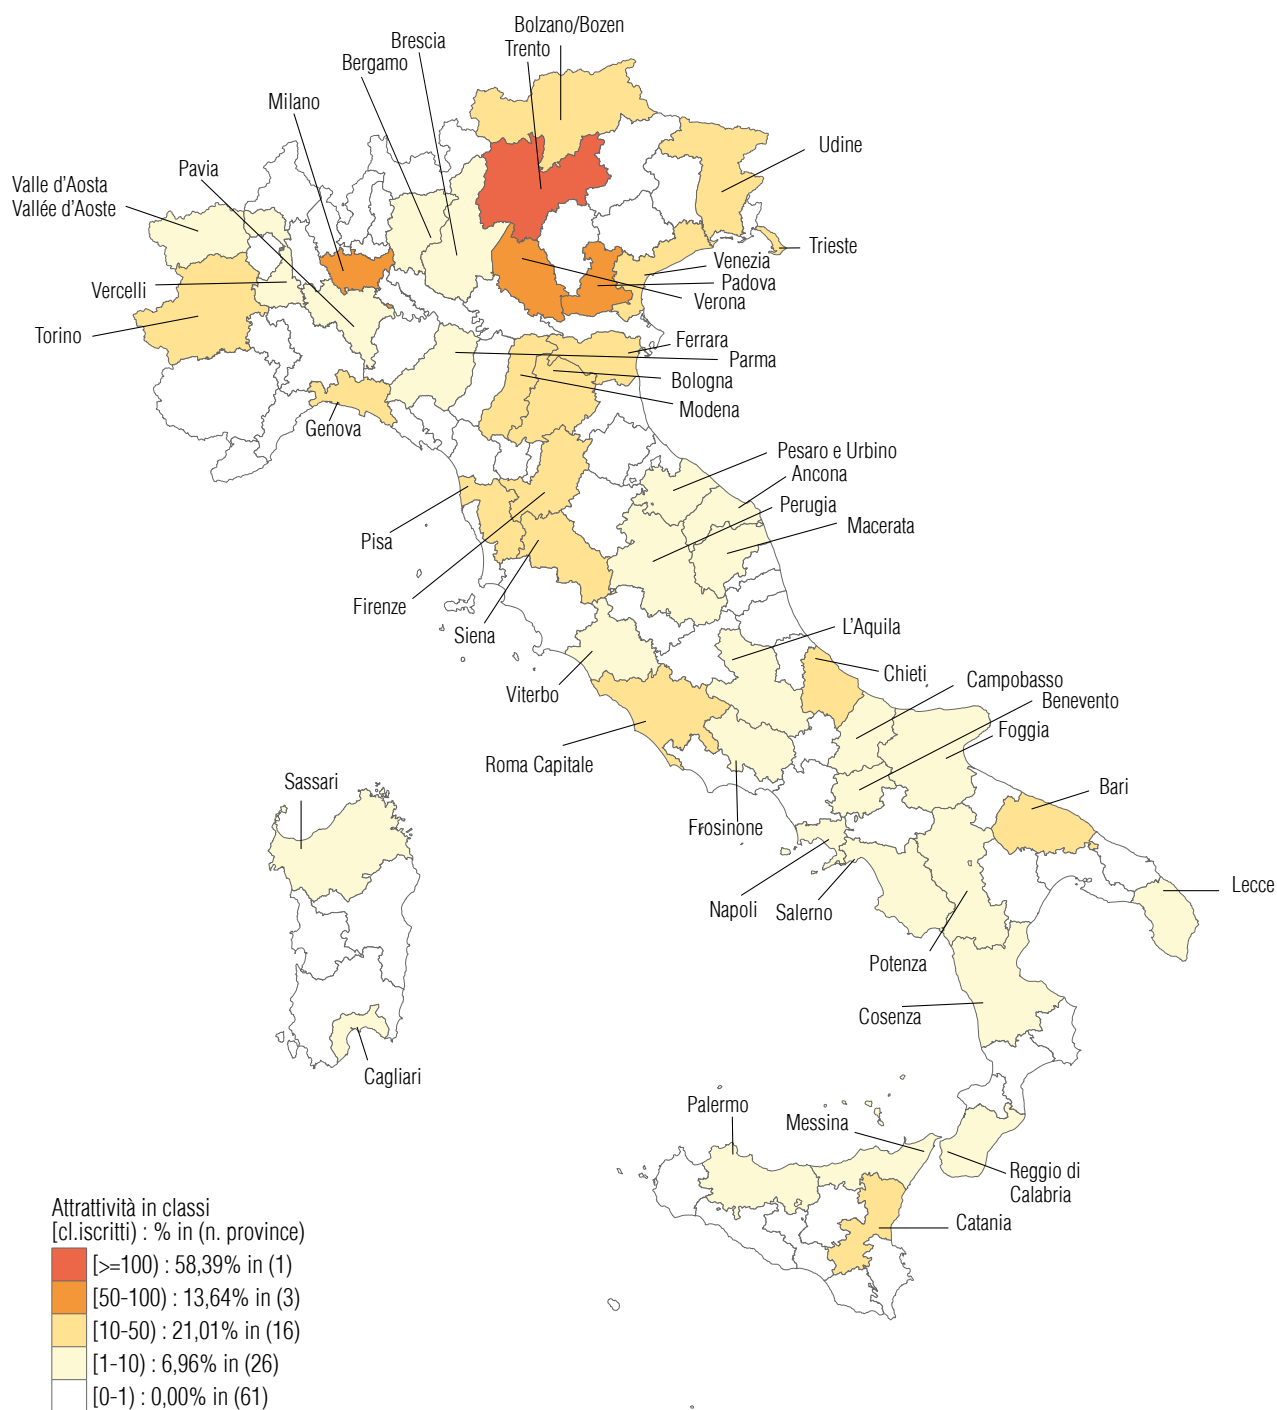 Bolzano/Bozen
Brescia
Trento
Bergamo
Milano
Udine
Pavia
Valle d'Aosta
Vallée d'Aoste
Trieste
Venezia
Padova
Vercelli
Verona
Torino
Ferrara
Parma
Bologna
Modena
Genova
Pesaro e Urbino
Ancona
Perugia
Macerata
Pisa
Firenze
Siena
L'Aquila
Chieti
Campobasso
Viterbo
Benevento
Foggia
Roma Capitale
Sassari
Bari
Frosinone
Lecce
Napoli
Salerno
Potenza
Cosenza
Cagliari
Palermo
Messina
Reggio di
Calabria
Catania
Attrattività in classi
[cl.iscritti) : % in (n. province)
[>=100) : 58,39% in (1)
[50-100) : 13,64% in (3)
[10-50) : 21,01% in (16)
[1-10) : 6,96% in (26)
[0-1) : 0,00% in (61)